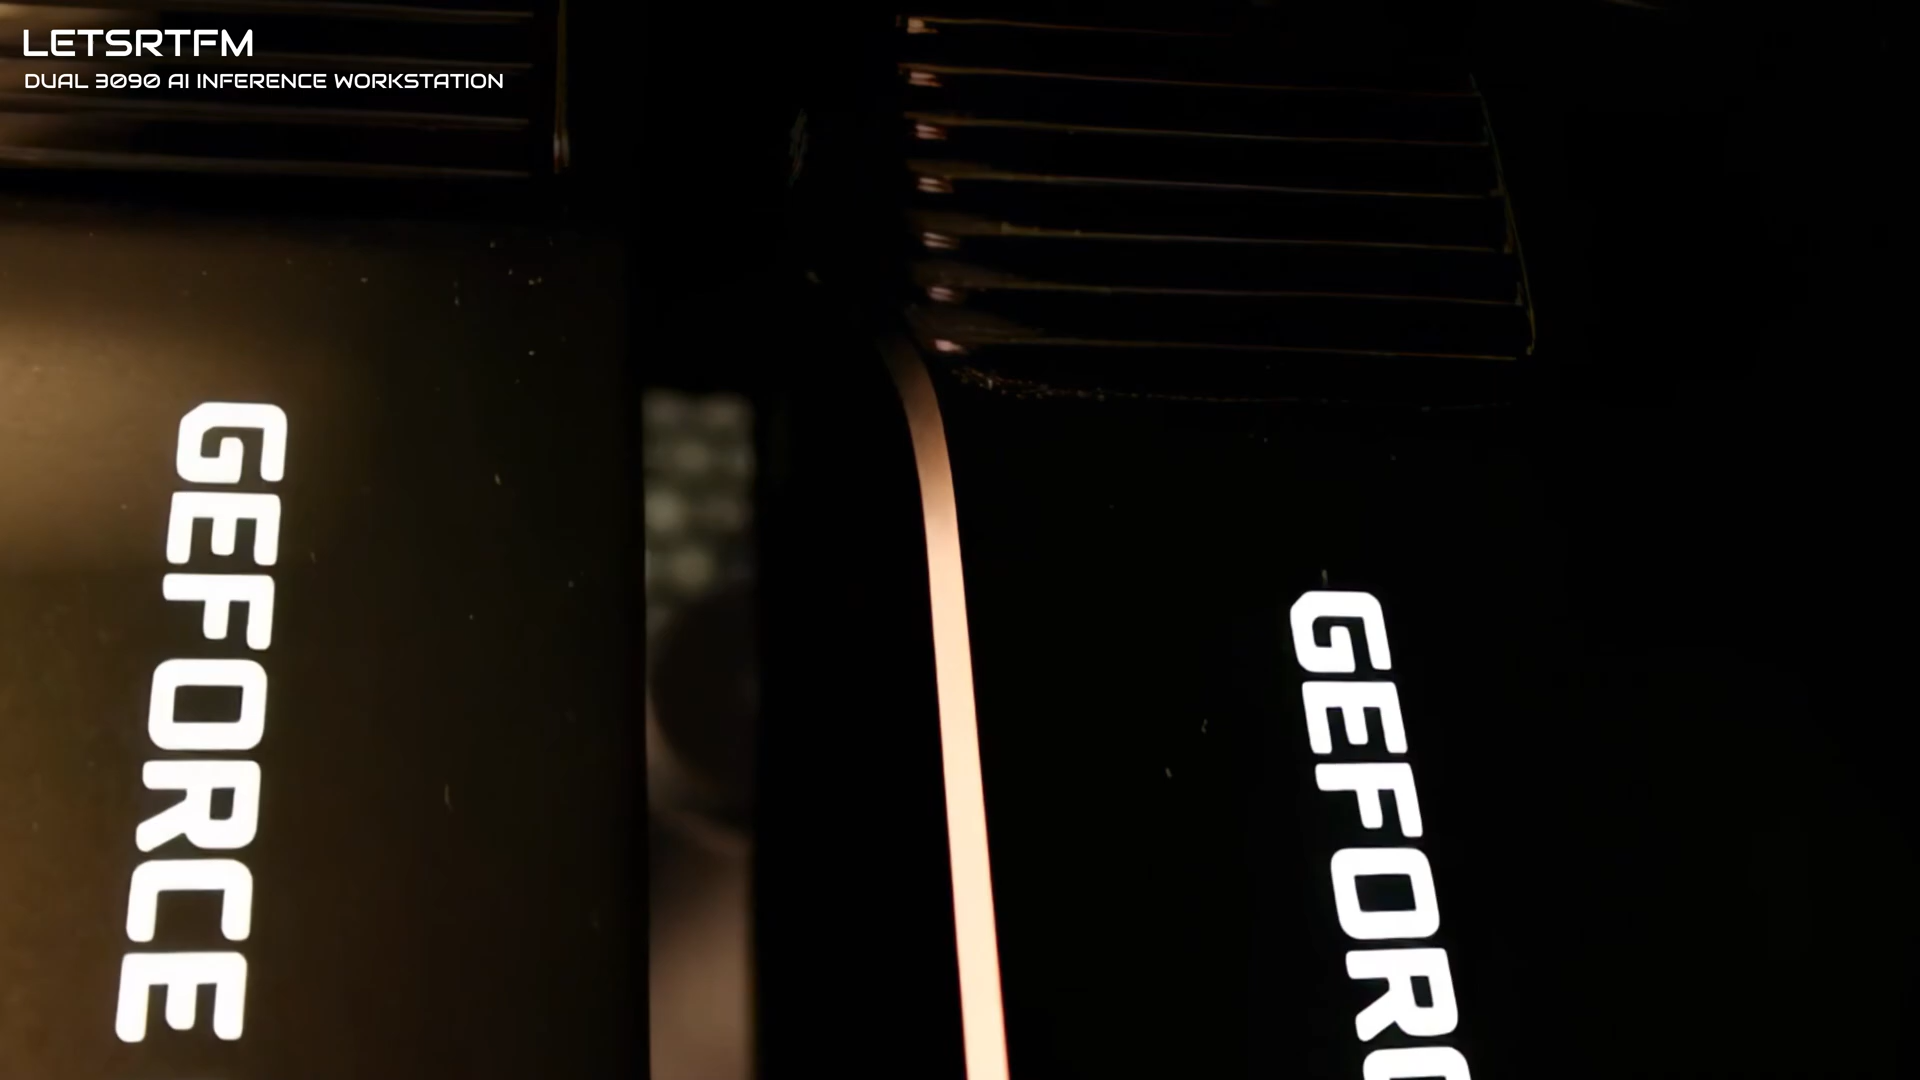 LETSRTFM
DUAL 3090 AI INFERENCE WORKSTATION
GEFORCE
GEFORC